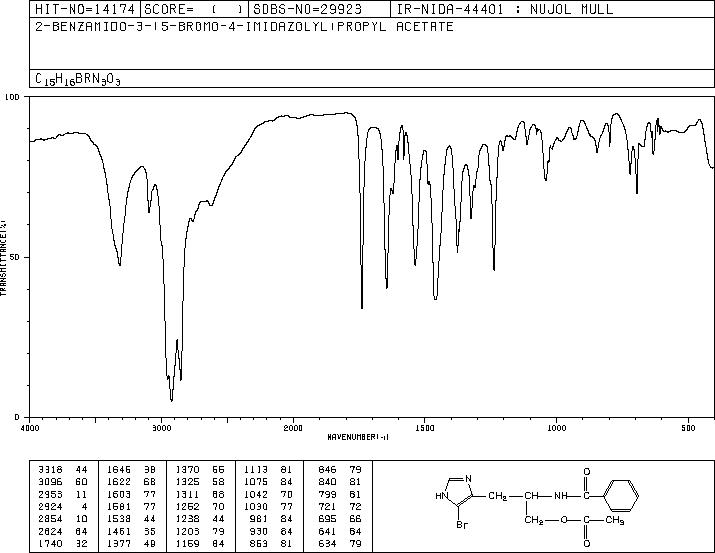 HIT-NO=14174 SCORE= ( ) SDBS-NO=29923 IR-NIDA-44401 : NUJOL MULL
2-BENZAMIDO-3-(5-BROMO-4-IMIDAZOLYL)PROPYL ACETATE
C15H16BRN3O3
100
50
0
TRANSMITTANCE(%)
4000 3000 2000 1500 1000 500
WAVENUMBER(-1)
3318 44 1646 38 1370 66 1113 81 846 79
3096 60 1622 68 1325 58 1075 84 840 81
2953 11 1603 77 1311 68 1042 70 799 81
2924 4 1581 77 1252 70 1030 77 721 72
2854 10 1538 44 1238 44 981 84 695 66
2624 64 1461 35 1203 79 930 84 641 84
1740 32 1377 49 1159 84 853 81 634 79
N
HN
Br
CH2
CH
NH
C
O
CH2
O
C
CH3
O